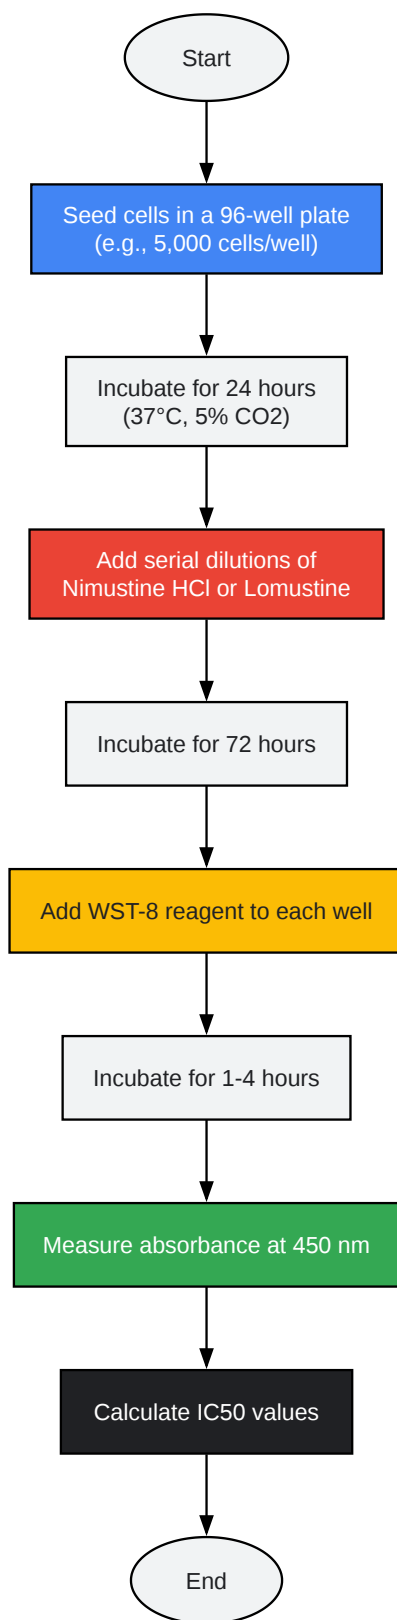 Start
Seed cells in a 96-well plate
(e.g., 5,000 cells/well)
Incubate for 24 hours
(37°C, 5% CO2)
Add serial dilutions of
Nimustine HCl or Lomustine
Incubate for 72 hours
Add WST-8 reagent to each well
Incubate for 1-4 hours
Measure absorbance at 450 nm
Calculate IC50 values
End